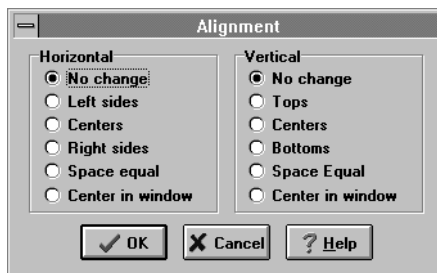 Alignment
Horizontal
No change
Left sides
Centers
Right sides
Space equal
Center in window
Vertical
No change
Tops
Centers
Bottoms
Space Equal
Center in window
OK
Cancel
? Help